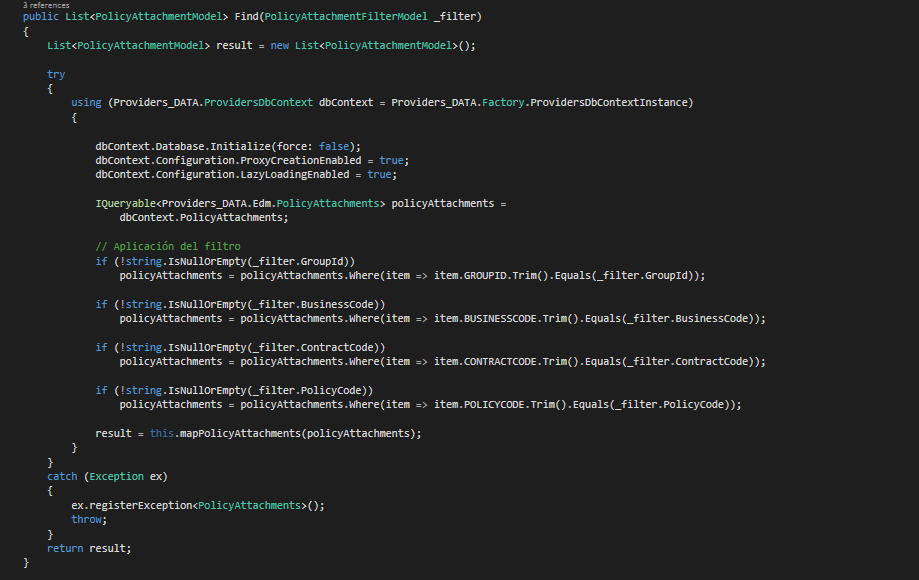 3 references
public List<PolicyAttachmentModel> Find(PolicyAttachmentFilterModel _filter)
{
    List<PolicyAttachmentModel> result = new List<PolicyAttachmentModel>();

    try
    {
        using (Providers_DATA.ProvidersDbContext dbContext = Providers_DATA.Factory.ProvidersDbContextInstance)
        {

            dbContext.Database.Initialize(force: false);
            dbContext.Configuration.ProxyCreationEnabled = true;
            dbContext.Configuration.LazyLoadingEnabled = true;

            IQueryable<Providers_DATA.Edm.PolicyAttachments> policyAttachments =
                dbContext.PolicyAttachments;

            // Aplicación del filtro
            if (!string.IsNullOrEmpty(_filter.GroupId))
                policyAttachments = policyAttachments.Where(item => item.GROUPID.Trim().Equals(_filter.GroupId));

            if (!string.IsNullOrEmpty(_filter.BusinessCode))
                policyAttachments = policyAttachments.Where(item => item.BUSINESSCODE.Trim().Equals(_filter.BusinessCode));

            if (!string.IsNullOrEmpty(_filter.ContractCode))
                policyAttachments = policyAttachments.Where(item => item.CONTRACTCODE.Trim().Equals(_filter.ContractCode));

            if (!string.IsNullOrEmpty(_filter.PolicyCode))
                policyAttachments = policyAttachments.Where(item => item.POLICYCODE.Trim().Equals(_filter.PolicyCode));

            result = this.mapPolicyAttachments(policyAttachments);
        }
    }
    catch (Exception ex)
    {
        ex.registerException<PolicyAttachments>();
        throw;
    }
    return result;
}